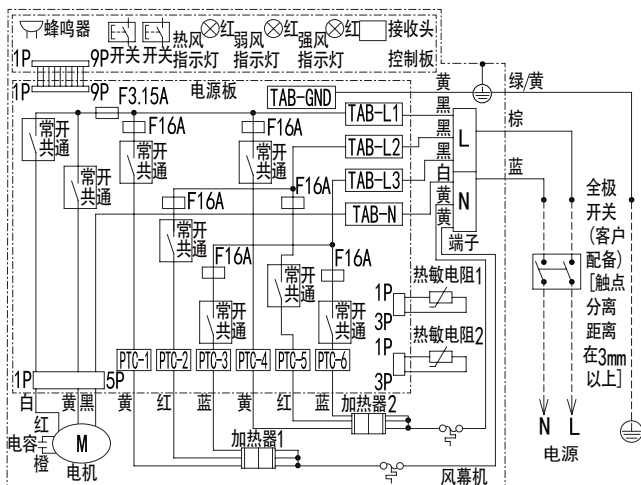 蜂鸣器
开关
开关
热风
指示灯
红
弱风
指示灯
红
强风
指示灯
红
接收头
控制板
1P
9P
1P
9P
电源板
F3.15A
TAB-GND
TAB-L1
TAB-L2
TAB-L3
TAB-N
黄
黑
黑
黑
白
黄
黄
L
N
端子
绿/黄
棕
蓝
常开
共通
常开
共通
F16A
常开
共通
F16A
常开
共通
F16A
常开
共通
F16A
常开
共通
F16A
常开
共通
F16A
常开
共通
PTC-1
PTC-2
PTC-3
PTC-4
PTC-5
PTC-6
1P
3P
热敏电阻1
1P
3P
热敏电阻2
1P
5P
白
黄
黑
黄
红
蓝
黄
红
蓝
红
电容
橙
M
电机
加热器1
加热器2
风幕机
全极
开关
(客户
配备)
[触点
分离
距离
在3mm
以上]
N
L
电源